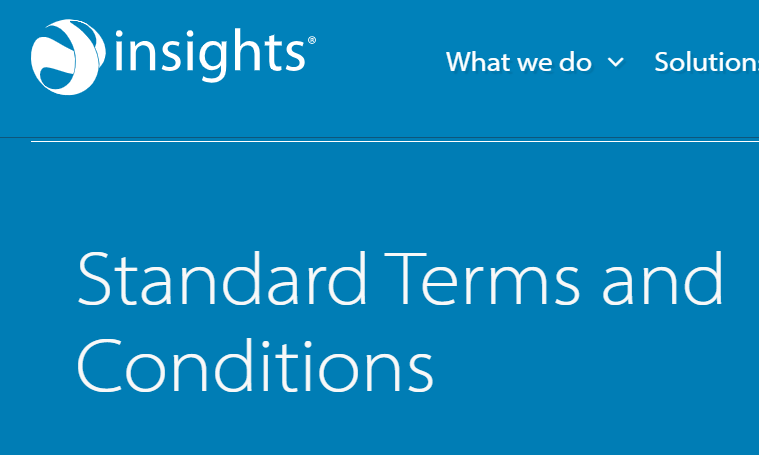 insights®
What we do
Solutions
Standard Terms and
Conditions